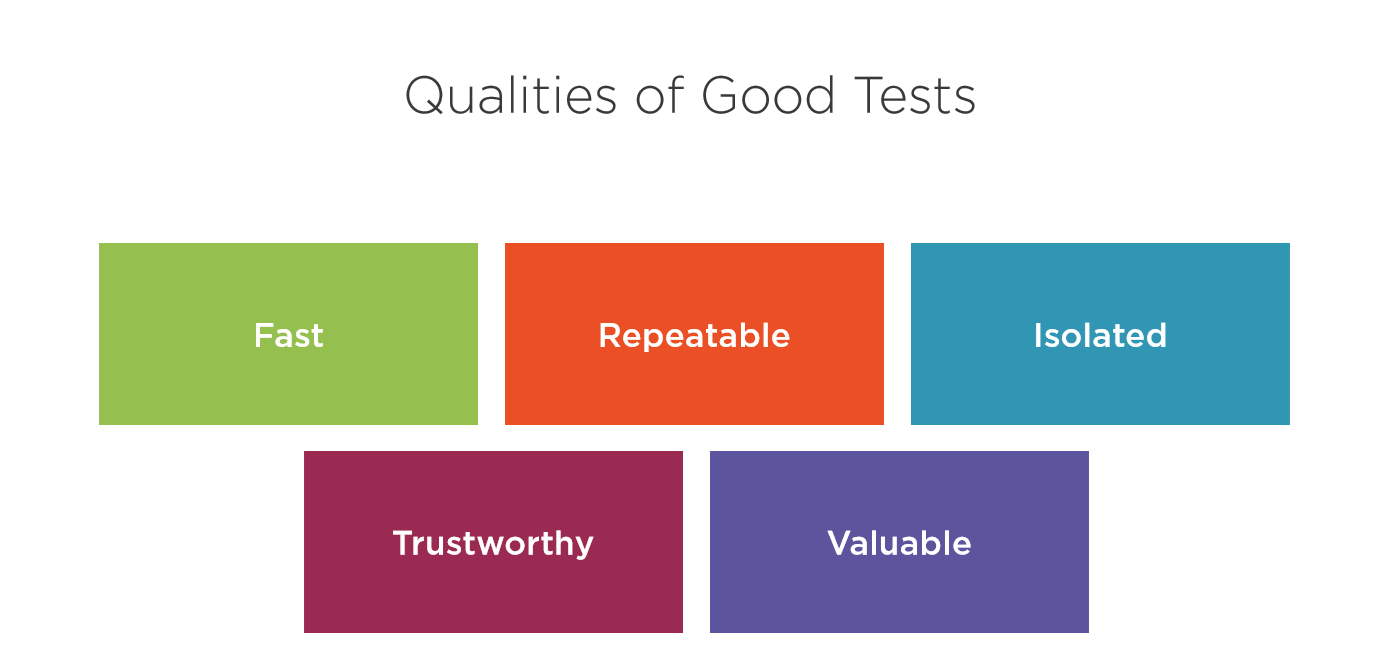 Qualities of Good Tests
Fast
Repeatable
Isolated
Trustworthy
Valuable